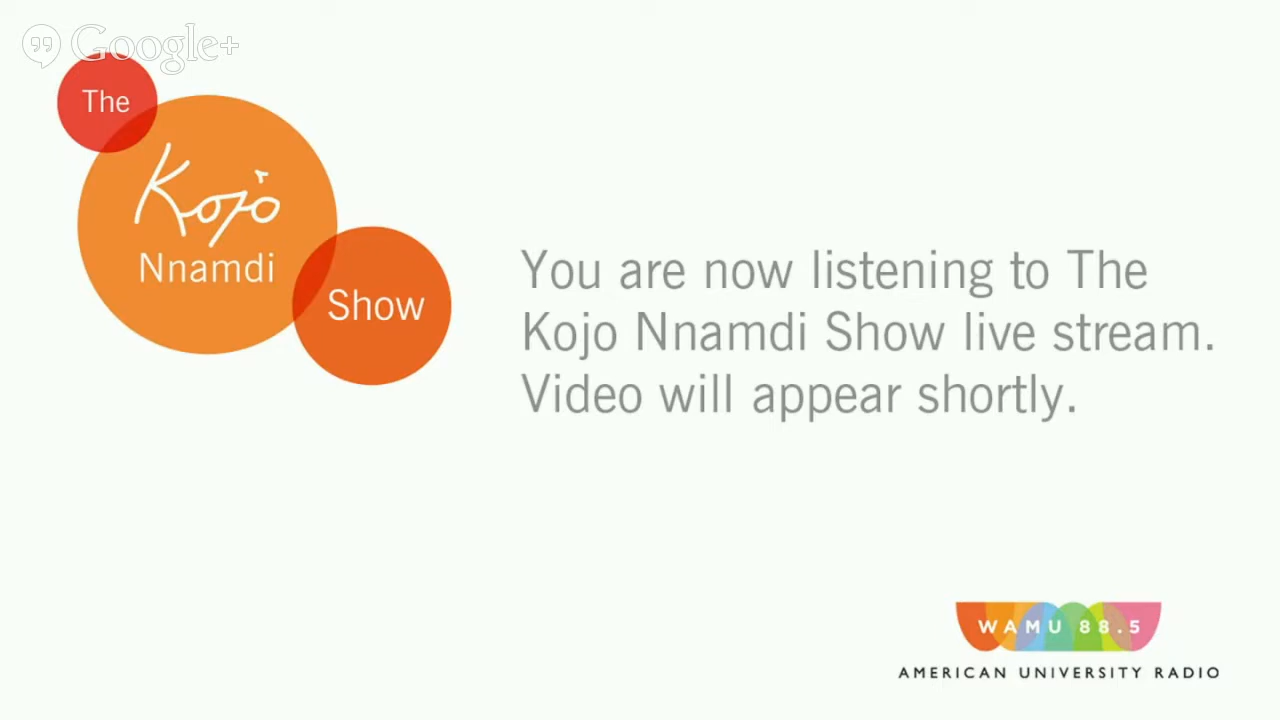 Google+
The
Kojo
Nnamdi
Show
You are now listening to The
Kojo Nnamdi Show live stream.
Video will appear shortly.
WAMU 88.5
AMERICAN UNIVERSITY RADIO